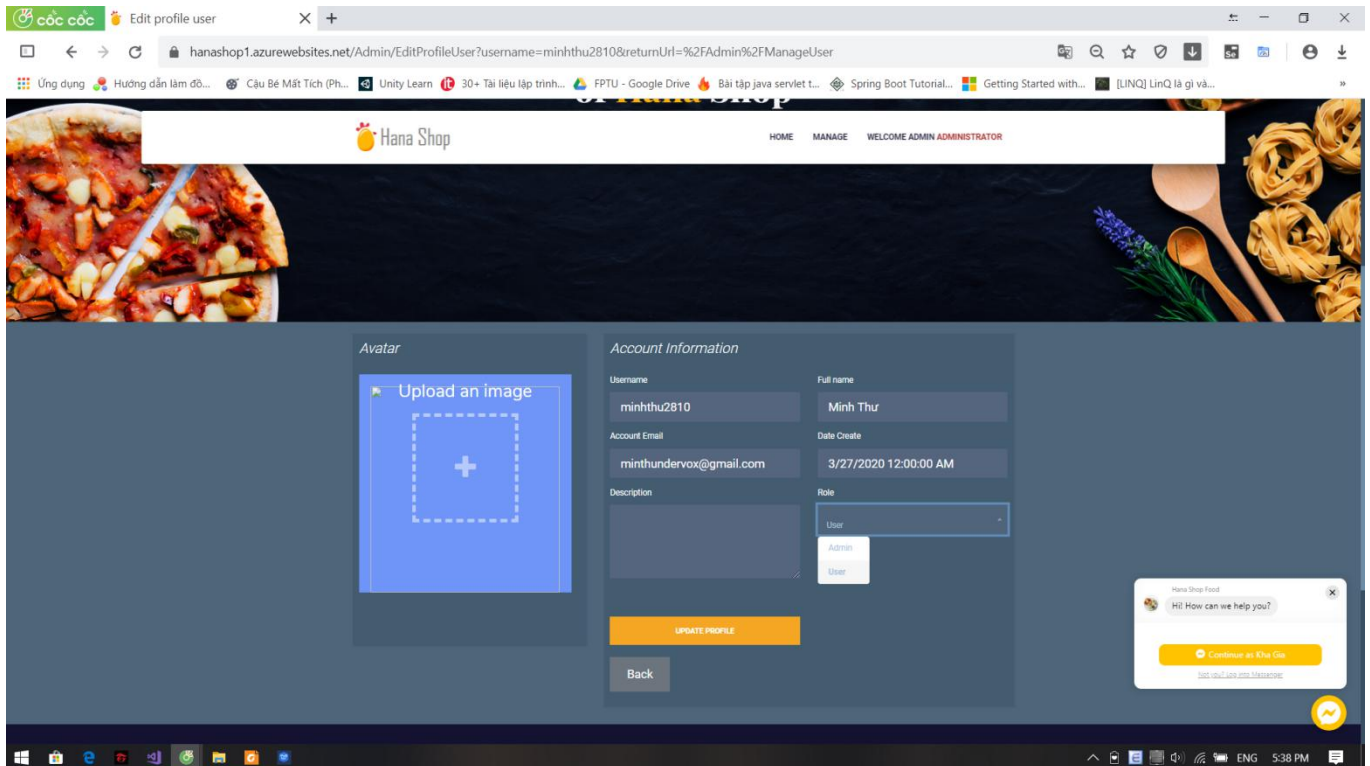 cốc cốc
Edit profile user
hanashop1.azurewebsites.net/Admin/EditProfileUser?username=minhthu2810&returnUrl=%2FAdmin%2FManageUser
Ứng dụng
Hướng dẫn làm đồ...
Cậu Bé Mất Tích (Ph...
Unity Learn
30+ Tài liệu lập trình...
FPTU - Google Drive
Bài tập java servlet t...
Spring Boot Tutorial...
Getting Started with...
[LINQ] LinQ là gì và...
»
of Hana Shop
Hana Shop
HOME
MANAGE
WELCOME ADMIN ADMINISTRATOR
Avatar
Upload an image
Account Information
Username
Full name
minhthu2810
Minh Thư
Account Email
Date Create
minthundervox@gmail.com
3/27/2020 12:00:00 AM
Description
Role
User
Admin
User
UPDATE PROFILE
Back
Hana Shop Food
Hi! How can we help you?
Continue as Kha Gia
Not you? Log into Messenger
ENG
5:38 PM